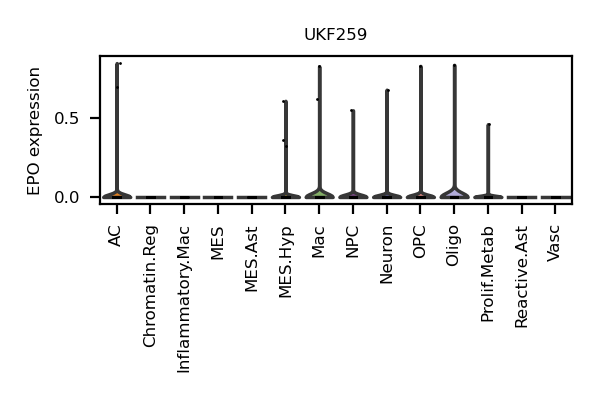 UKF259
EPO expression
0.5
0.0
AC
Chromatin.Reg
Inflammatory.Mac
MES
MES.Ast
MES.Hyp
Mac
NPC
Neuron
OPC
Oligo
Prolif.Metab
Reactive.Ast
Vasc